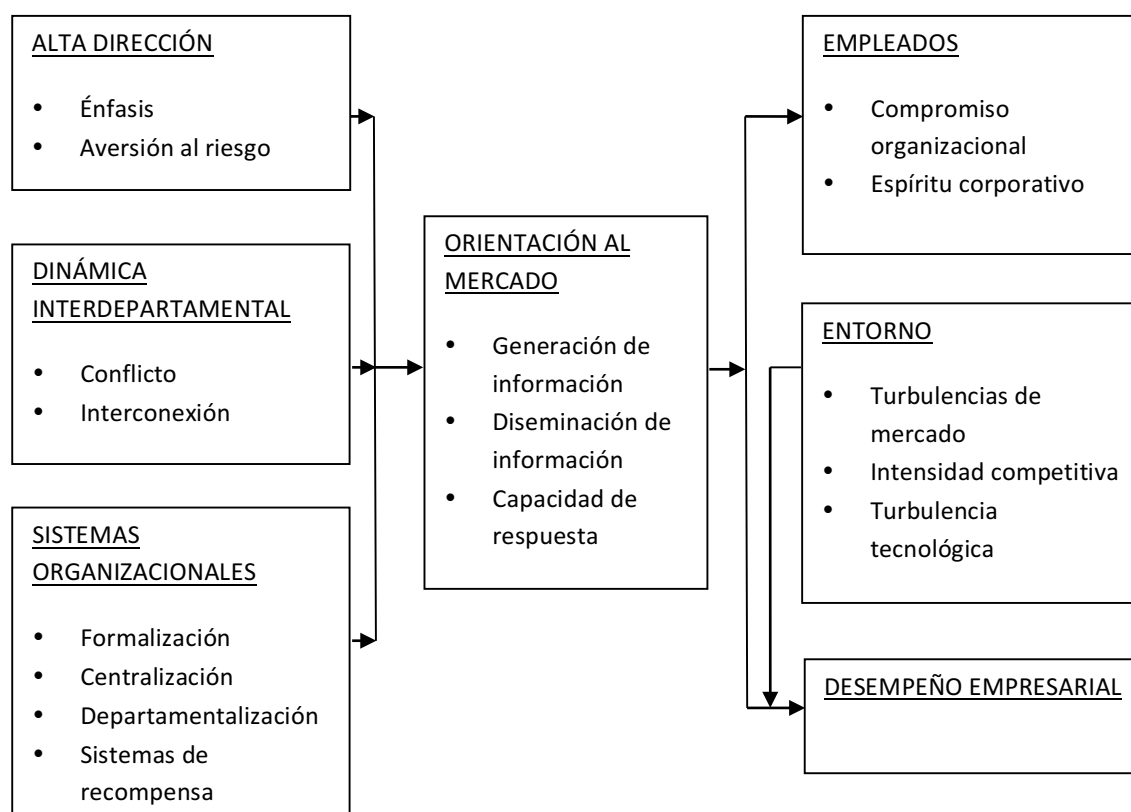 ALTA DIRECCIÓN
• Énfasis
• Aversión al riesgo
DINÁMICA
INTERDEPARTAMENTAL
• Conflicto
• Interconexión
SISTEMAS
ORGANIZACIONALES
• Formalización
• Centralización
• Departamentalización
• Sistemas de
recompensa
ORIENTACIÓN AL
MERCADO
• Generación de
información
• Diseminación de
información
• Capacidad de
respuesta
EMPLEADOS
• Compromiso
organizacional
• Espíritu corporativo
ENTORNO
• Turbulencias de
mercado
• Intensidad competitiva
• Turbulencia
tecnológica
DESEMPEÑO EMPRESARIAL